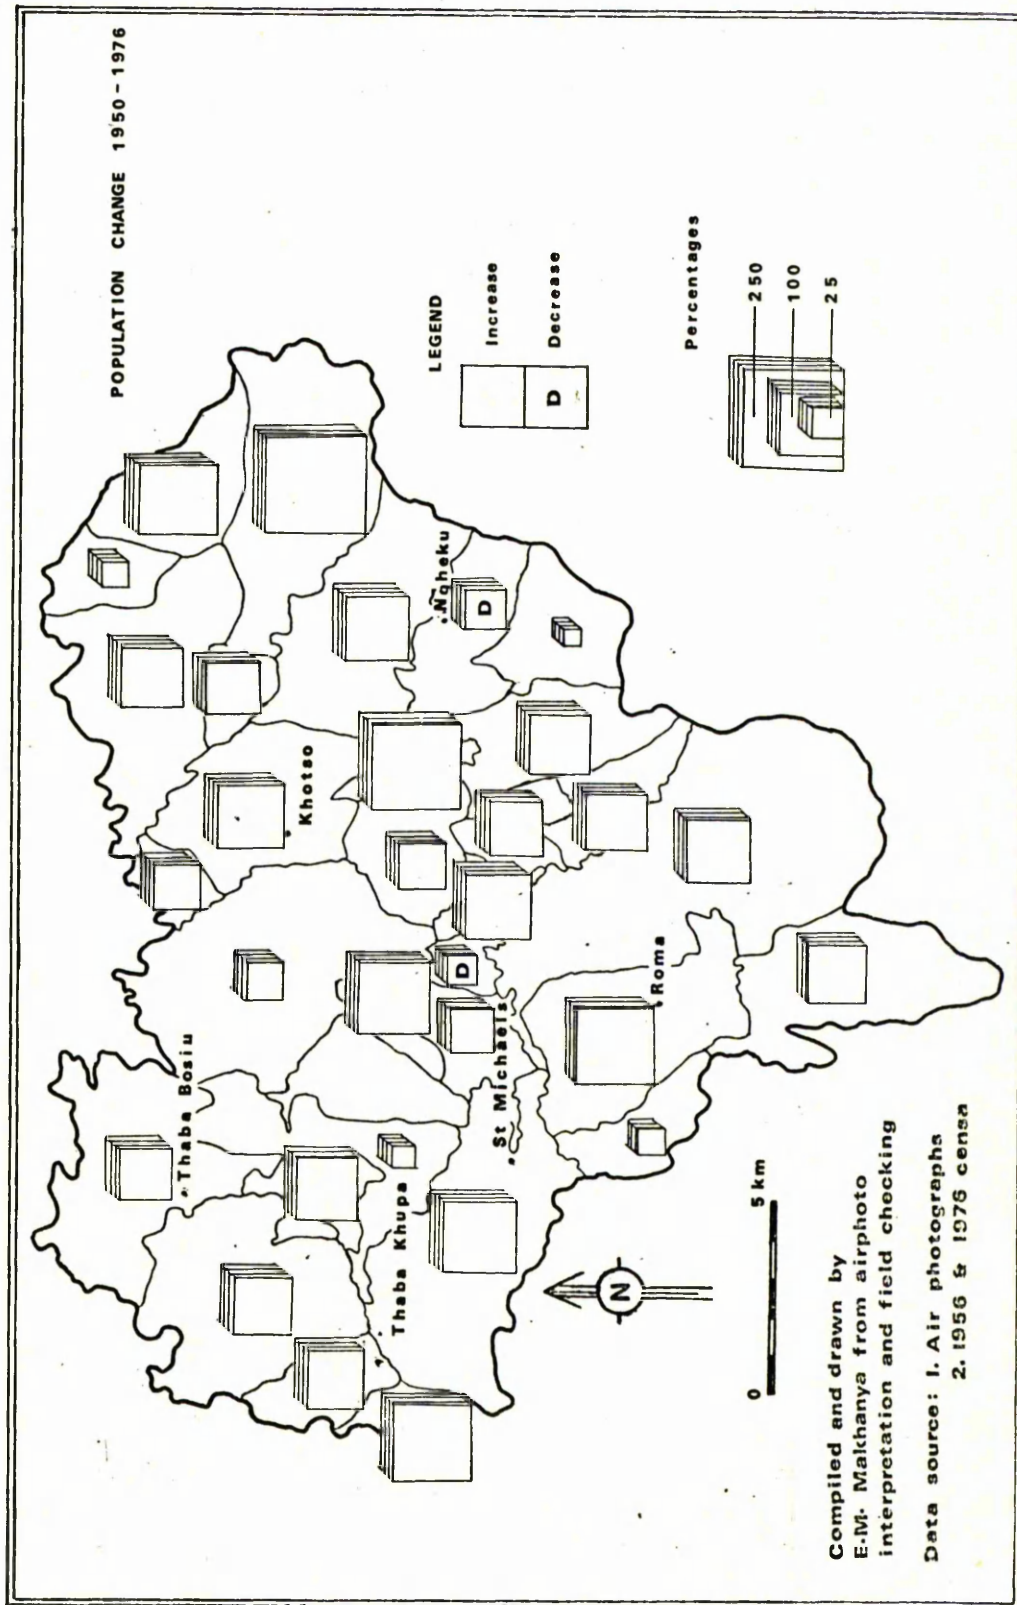 POPULATION CHANGE 1950-1976
LEGEND
Increase
D
Decrease
Percentages
250
100
25
Thaba Bosiu
Khotso
Nqheku
D
D
Thaba Khupa
St Michaels
Roma
N
0
5 km
Compiled and drawn by
E.M. Makhanya from airphoto
interpretation and field checking
Data source: 1. Air photographs
2. 1956 & 1976 censa